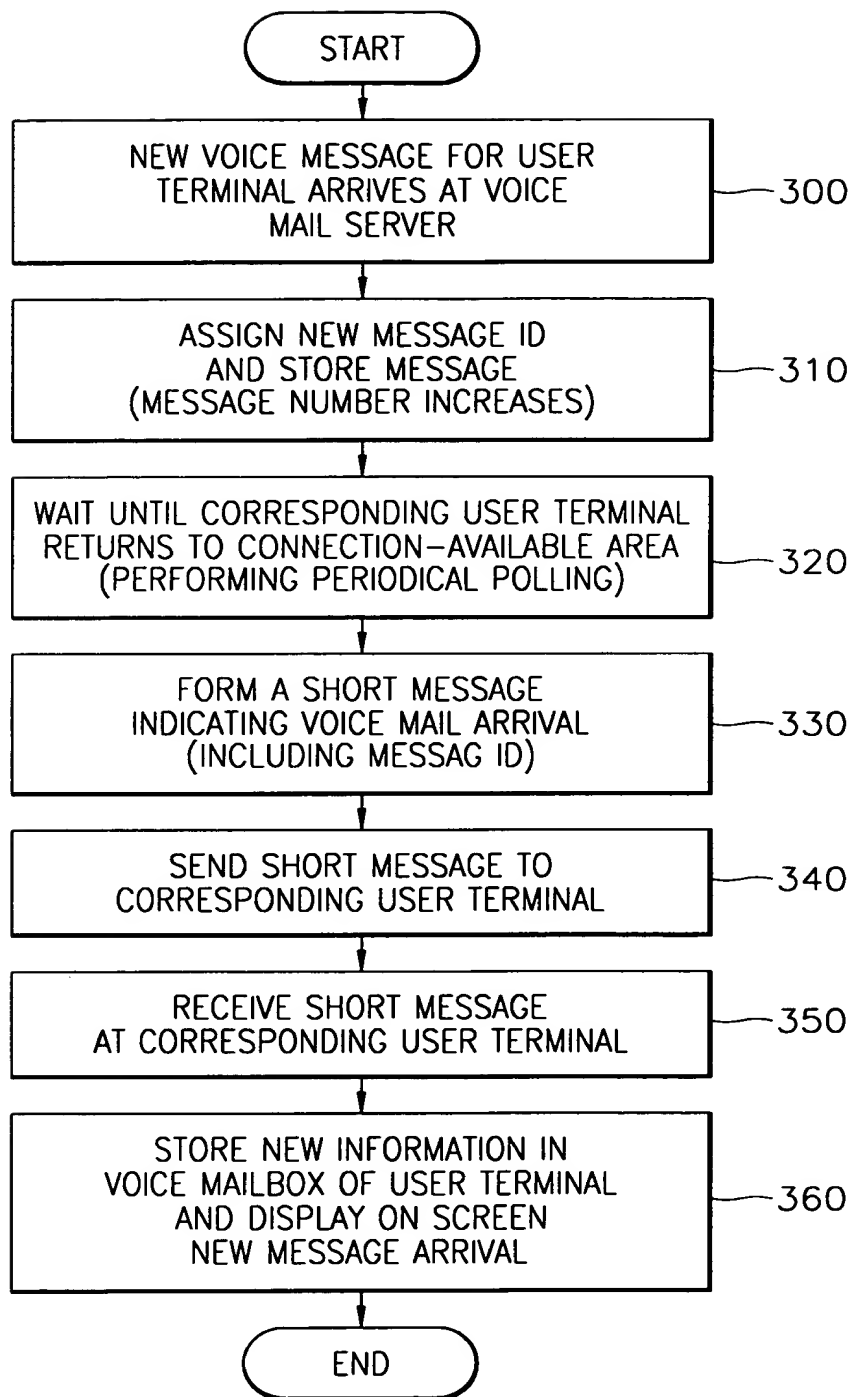 START
NEW VOICE MESSAGE FOR USER
TERMINAL ARRIVES AT VOICE
MAIL SERVER
300
ASSIGN NEW MESSAGE ID
AND STORE MESSAGE
(MESSAGE NUMBER INCREASES)
310
WAIT UNTIL CORRESPONDING USER TERMINAL
RETURNS TO CONNECTION-AVAILABLE AREA
(PERFORMING PERIODICAL POLLING)
320
FORM A SHORT MESSAGE
INDICATING VOICE MAIL ARRIVAL
(INCLUDING MESSAG ID)
330
SEND SHORT MESSAGE TO
CORRESPONDING USER TERMINAL
340
RECEIVE SHORT MESSAGE
AT CORRESPONDING USER TERMINAL
350
STORE NEW INFORMATION IN
VOICE MAILBOX OF USER TERMINAL
AND DISPLAY ON SCREEN
NEW MESSAGE ARRIVAL
360
END